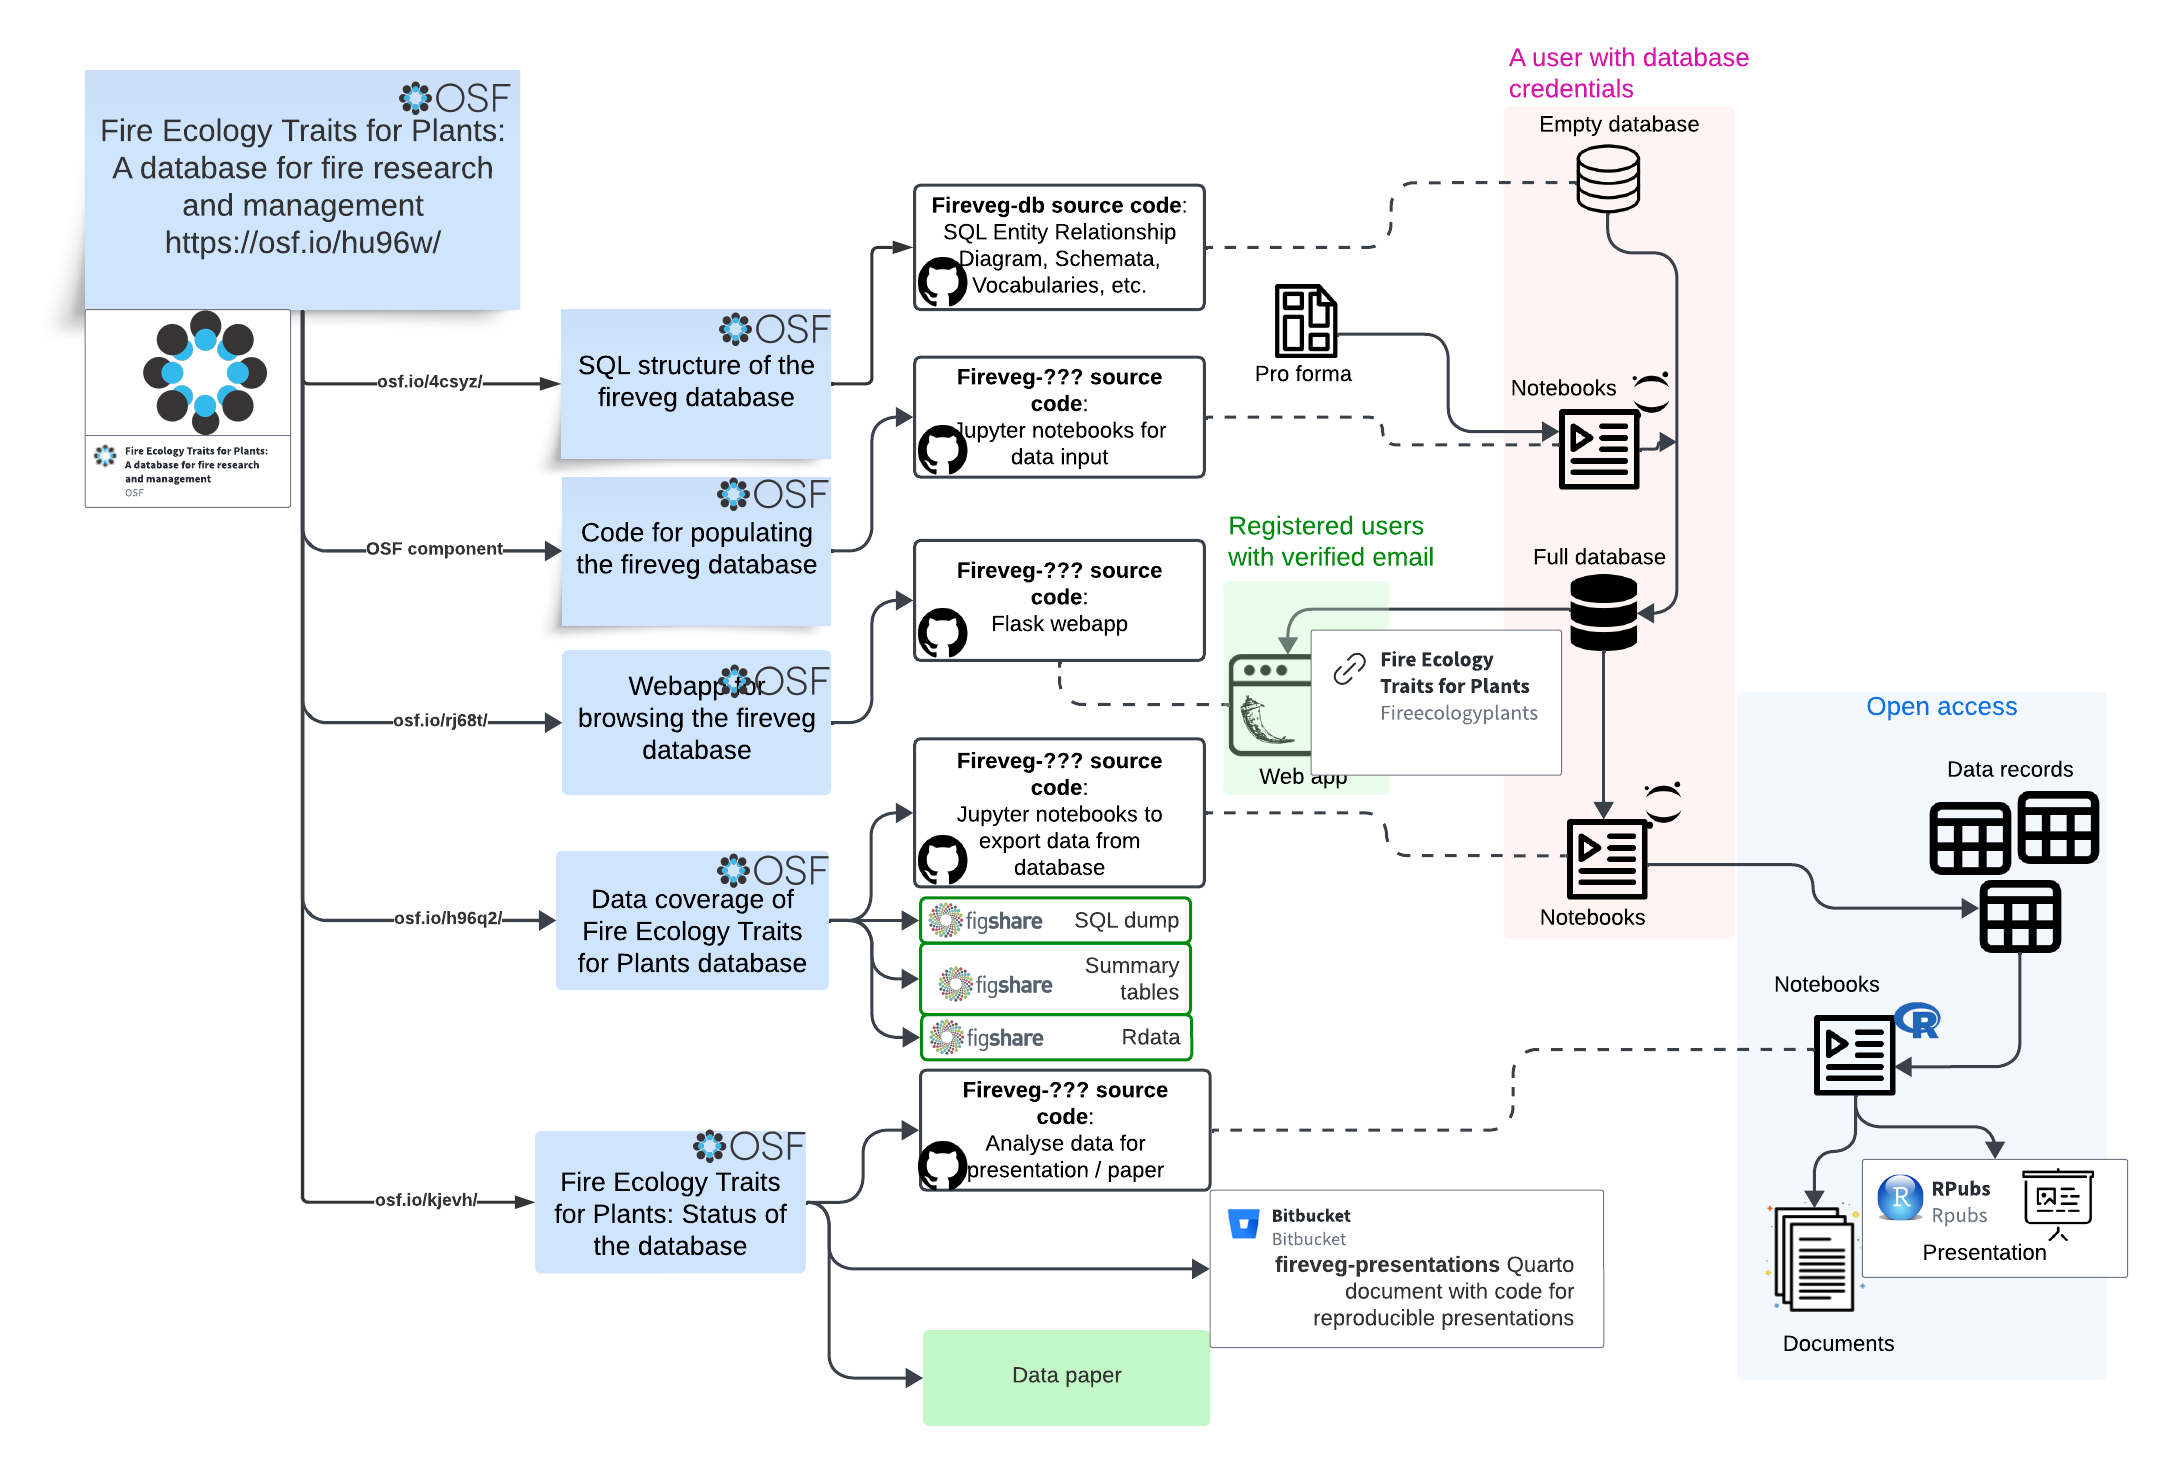 OSF
Fire Ecology Traits for Plants:
A database for fire research
and management
https://osf.io/hu96w/
Fire Ecology Traits for Plants:
A database for fire research
and management
OSF
osf.io/4csyz/
OSF component
osf.io/rj68t/
osf.io/h96q2/
osf.io/kjevh/
OSF
SQL structure of the
fireveg database
OSF
Code for populating
the fireveg database
OSF
Webapp for
browsing the fireveg
database
OSF
Data coverage of
Fire Ecology Traits
for Plants database
OSF
Fire Ecology Traits
for Plants: Status of
the database
Fireveg-db source code:
SQL Entity Relationship
Diagram, Schemata,
Vocabularies, etc.
Fireveg-??? source
code:
Jupyter notebooks for
data input
Fireveg-??? source
code:
Flask webapp
Fireveg-??? source
code:
Jupyter notebooks to
export data from
database
figshare SQL dump
figshare Summary
tables
figshare Rdata
Fireveg-??? source
code:
Analyse data for
presentation / paper
Bitbucket
Bitbucket
fireveg-presentations Quarto
document with code for
reproducible presentations
Data paper
A user with database
credentials
Empty database
Pro forma
Notebooks
Full database
Registered users
with verified email
Fire Ecology
Traits for Plants
Fireecologyplants
Web app
Notebooks
Open access
Data records
Notebooks
R
R
RPubs
Rpubs
Presentation
Documents